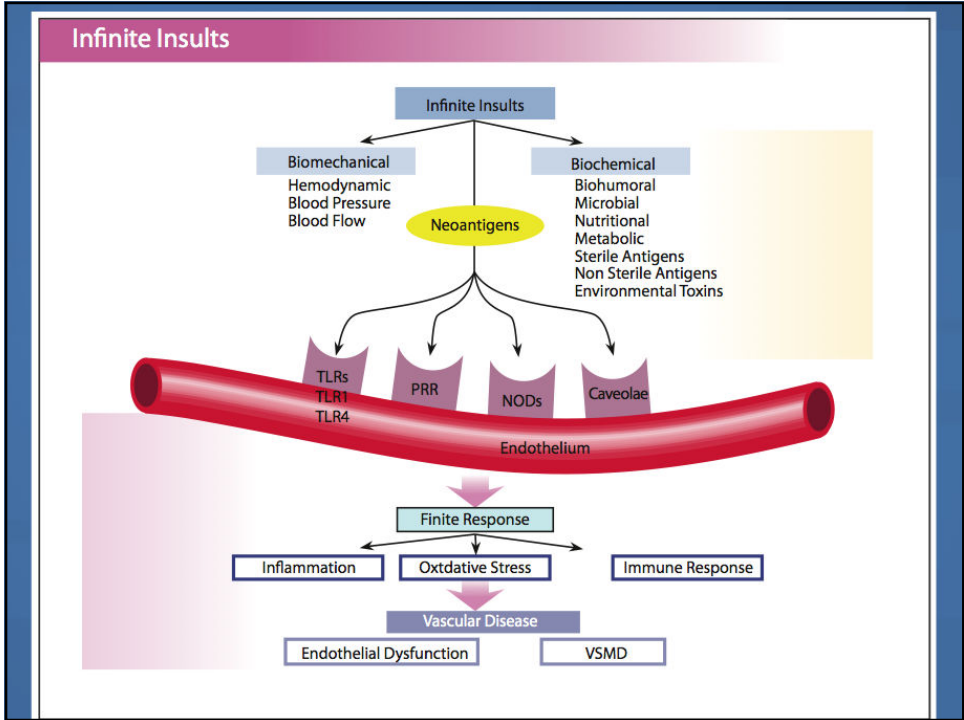 Infinite Insults
Infinite Insults
Biomechanical
Hemodynamic
Blood Pressure
Blood Flow
Biochemical
Biohumoral
Microbial
Nutritional
Metabolic
Sterile Antigens
Non Sterile Antigens
Environmental Toxins
Neoantigens
TLRs
TLR1
TLR4
PRR
NODs
Caveolae
Endothelium
Finite Response
Inflammation
Oxtdative Stress
Immune Response
Vascular Disease
Endothelial Dysfunction
VSMD